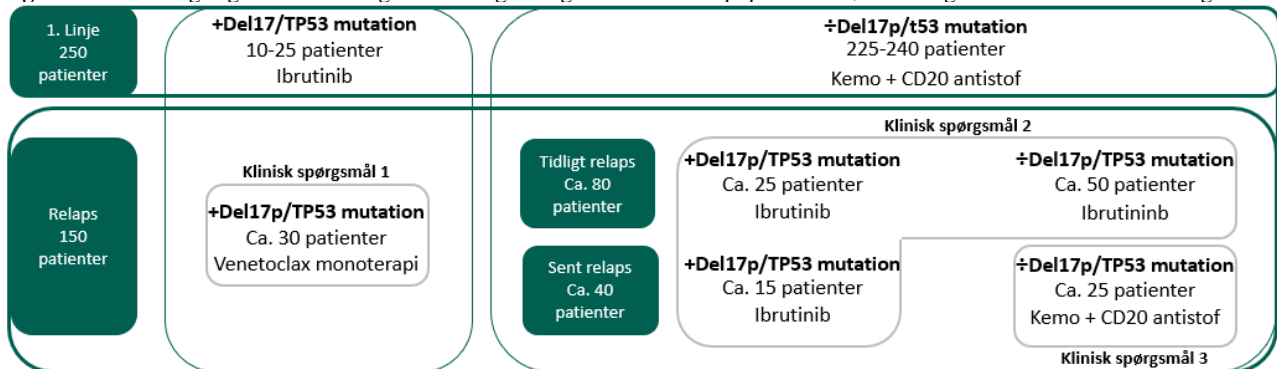 1. Linje
250
patienter
+Del17/TP53 mutation
10-25 patienter
Ibrutinib
÷Del17p/t53 mutation
225-240 patienter
Kemo + CD20 antistof
Relaps
150
patienter
Klinisk spørgsmål 1
+Del17p/TP53 mutation
Ca. 30 patienter
Venetoclax monoterapi
Klinisk spørgsmål 2
Tidligt relaps
Ca. 80
patienter
+Del17p/TP53 mutation
Ca. 25 patienter
Ibrutinib
÷Del17p/TP53 mutation
Ca. 50 patienter
Ibrutininb
Sent relaps
Ca. 40
patienter
+Del17p/TP53 mutation
Ca. 15 patienter
Ibrutinib
÷Del17p/TP53 mutation
Ca. 25 patienter
Kemo + CD20 antistof
Klinisk spørgsmål 3